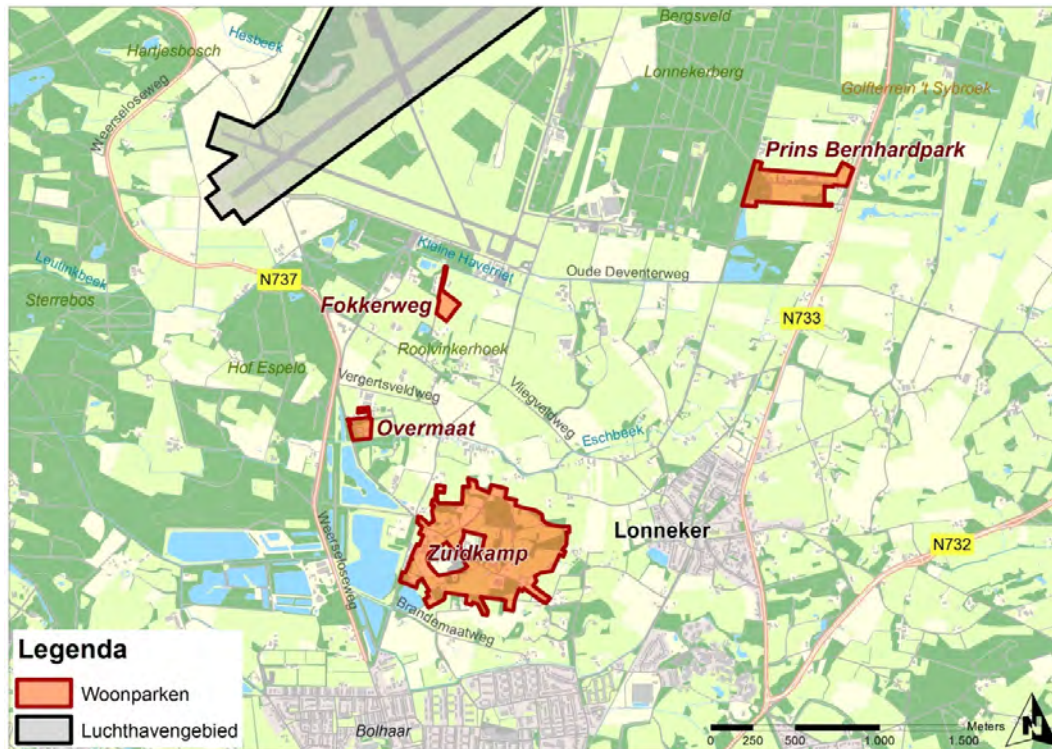 Bergsveld
Hesbeek
Hartjesbosch
Lonnekerberg
Weerseloseweg
Golfterrein 't Sybroek
Prins Bernhardpark
Kleine Haverriet
Leutinkbeek
Oude Deventerweg
N737
Sterrebos
Fokkerweg
N733
Roolvinkerhoek
Hof Espelo
Vergertsveldweg
Vliegveldweg
Overmaat
Eschbeek
Lonneker
Weerseloseweg
Zuidkamp
N732
Brandemaatweg
Legenda
Woonparken
Luchthavengebied
Bolhaar
Meters
0 250 500 1.000 1.500
N